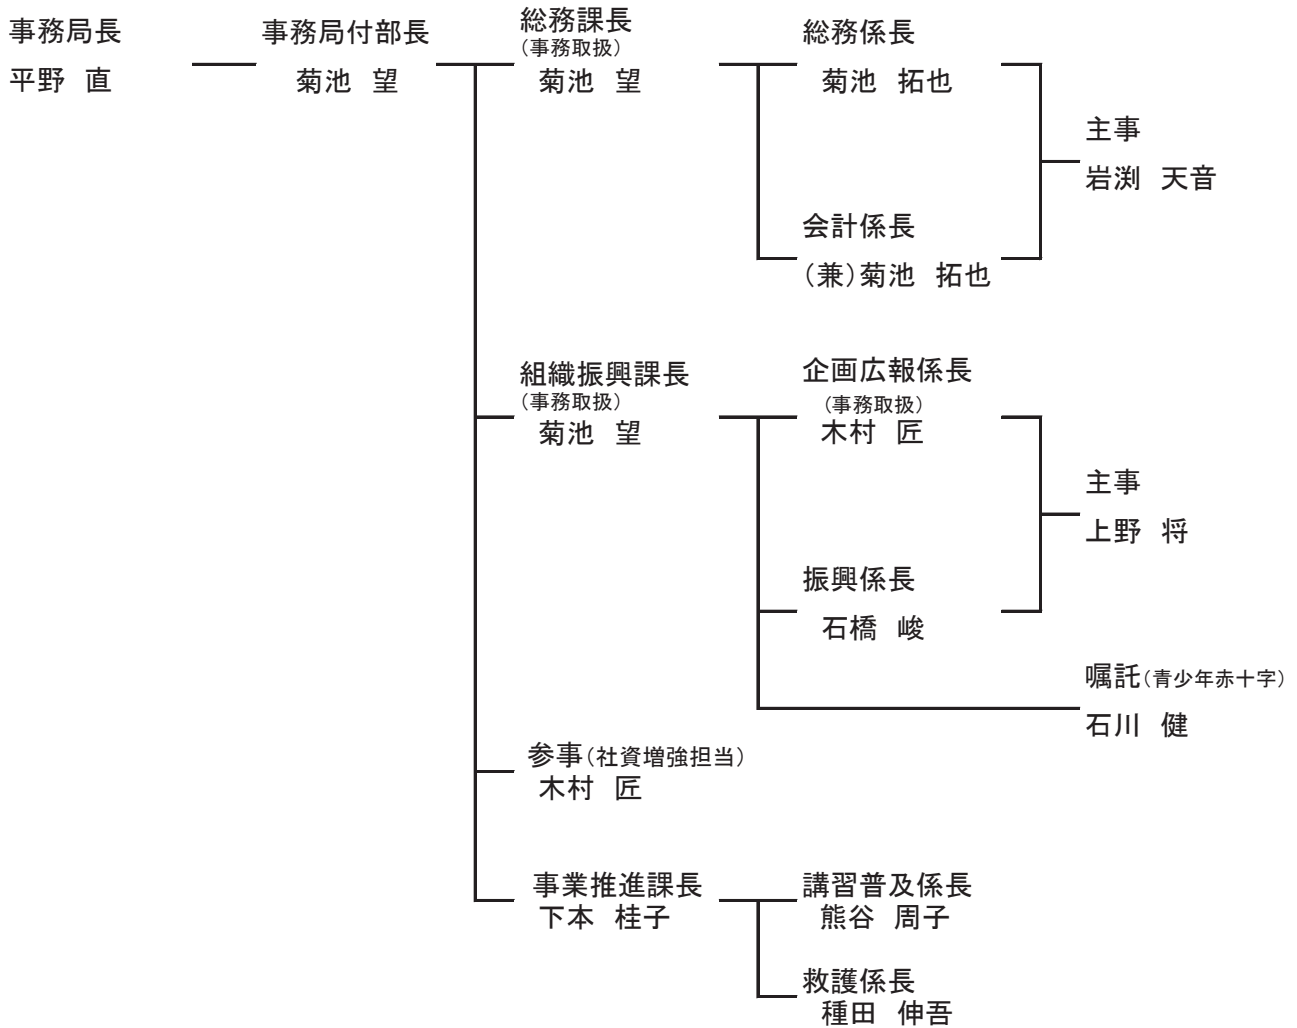 事務局長
平野 直
事務局付部長
菊池 望
総務課長
(事務取扱)
菊池 望
総務係長
菊池 拓也
会計係長
(兼)菊池 拓也
主事
岩渕 天音
組織振興課長
(事務取扱)
菊池 望
企画広報係長
(事務取扱)
木村 匠
振興係長
石橋 峻
主事
上野 将
嘱託(青少年赤十字)
石川 健
参事(社資増強担当)
木村 匠
事業推進課長
下本 桂子
講習普及係長
熊谷 周子
救護係長
種田 伸吾